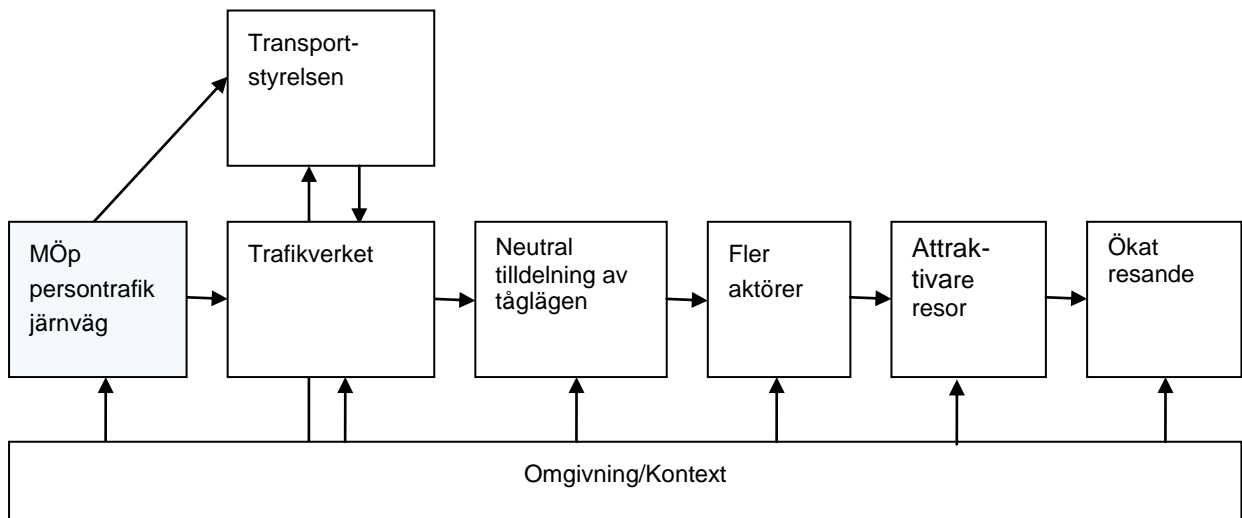 Transport-
styrelsen
MÖp
persontrafik
järnväg
Trafikverket
Neutral
tilldelning av
tåglägen
Fler
aktörer
Attrak-
tivare
resor
Ökat
resande
Omgivning/Kontext